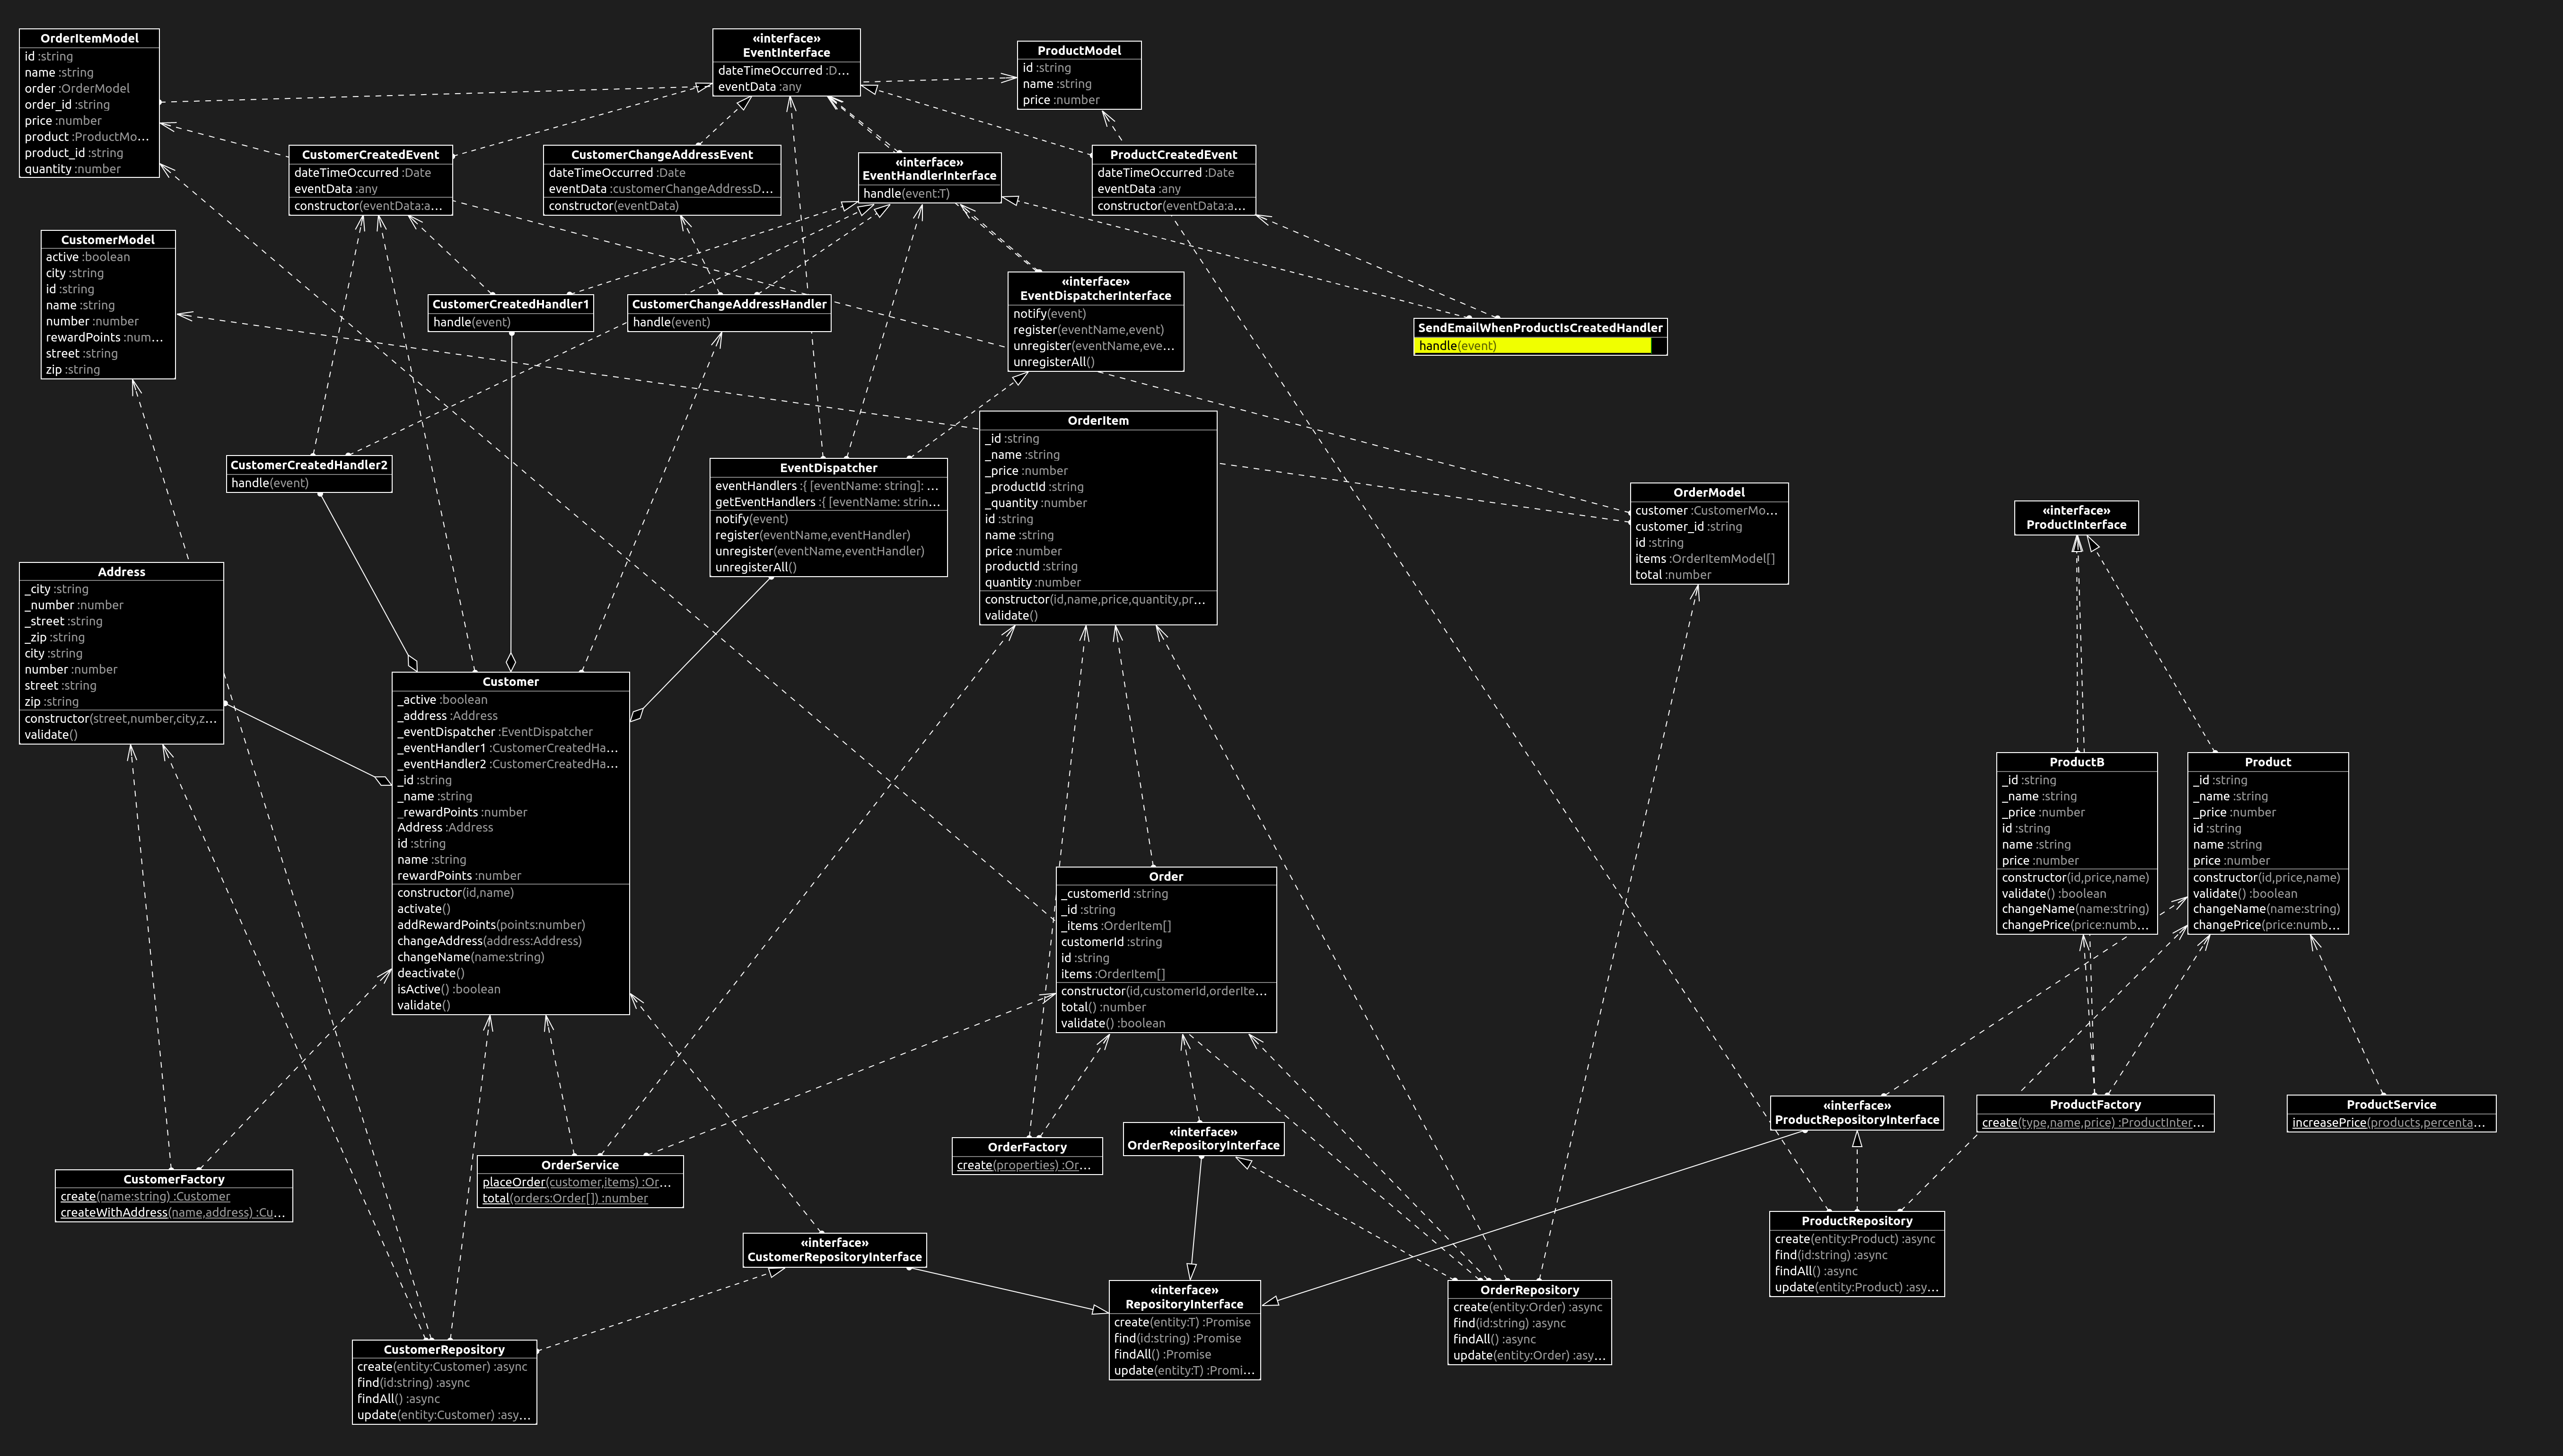 OrderItemModel
id :string
name :string
order :OrderModel
order_id :string
price :number
product :ProductMo...
product_id :string
quantity :number
«interface»
EventInterface
dateTimeOccurred :D...
eventData :any
ProductModel
id :string
name :string
price :number
CustomerCreatedEvent
dateTimeOccurred :Date
eventData :any
constructor(eventData:a...
CustomerChangeAddressEvent
dateTimeOccurred :Date
eventData :customerChangeAddressD...
constructor(eventData)
«interface»
EventHandlerInterface
handle(event:T)
ProductCreatedEvent
dateTimeOccurred :Date
eventData :any
constructor(eventData:a...
CustomerModel
active :boolean
city :string
id :string
name :string
number :number
rewardPoints :num...
street :string
zip :string
CustomerCreatedHandler1
handle(event)
CustomerChangeAddressHandler
handle(event)
«interface»
EventDispatcherInterface
notify(event)
register(eventName,event)
unregister(eventName,eve...
unregisterAll()
SendEmailWhenProductIsCreatedHandler
handle(event)
CustomerCreatedHandler2
handle(event)
EventDispatcher
eventHandlers :{ [eventName: string]: ...
getEventHandlers :{ [eventName: strin...
notify(event)
register(eventName,eventHandler)
unregister(eventName,eventHandler)
unregisterAll()
OrderItem
_id :string
_name :string
_price :number
_productId :string
_quantity :number
id :string
name :string
price :number
productId :string
quantity :number
constructor(id,name,price,quantity,pr...
validate()
OrderModel
customer :CustomerMo...
customer_id :string
id :string
items :OrderItemModel[]
total :number
«interface»
ProductInterface
Address
_city :string
_number :number
_street :string
_zip :string
city :string
number :number
street :string
zip :string
constructor(street,number,city,z...
validate()
Customer
_active :boolean
_address :Address
_eventDispatcher :EventDispatcher
_eventHandler1 :CustomerCreatedHa...
_eventHandler2 :CustomerCreatedHa...
_id :string
_name :string
_rewardPoints :number
Address :Address
id :string
name :string
rewardPoints :number
constructor(id,name)
activate()
addRewardPoints(points:number)
changeAddress(address:Address)
changeName(name:string)
deactivate()
isActive() :boolean
validate()
ProductB
_id :string
_name :string
_price :number
id :string
name :string
price :number
constructor(id,price,name)
validate() :boolean
changeName(name:string)
changePrice(price:numb...
Product
_id :string
_name :string
_price :number
id :string
name :string
price :number
constructor(id,price,name)
validate() :boolean
changeName(name:string)
changePrice(price:numb...
Order
_customerId :string
_id :string
_items :OrderItem[]
customerId :string
id :string
items :OrderItem[]
constructor(id,customerId,orderIte...
total() :number
validate() :boolean
CustomerFactory
create(name:string) :Customer
createWithAddress(name,address) :Cu...
OrderService
placeOrder(customer,items) :Or...
total(orders:Order[]) :number
OrderFactory
create(properties) :Or...
«interface»
OrderRepositoryInterface
«interface»
ProductRepositoryInterface
ProductFactory
create(type,name,price) :ProductInter...
ProductService
increasePrice(products,percenta...
«interface»
CustomerRepositoryInterface
«interface»
RepositoryInterface
create(entity:T) :Promise
find(id:string) :Promise
findAll() :Promise
update(entity:T) :Promi...
OrderRepository
create(entity:Order) :async
find(id:string) :async
findAll() :async
update(entity:Order) :asy...
ProductRepository
create(entity:Product) :async
find(id:string) :async
findAll() :async
update(entity:Product) :asy...
CustomerRepository
create(entity:Customer) :async
find(id:string) :async
findAll() :async
update(entity:Customer) :asy...